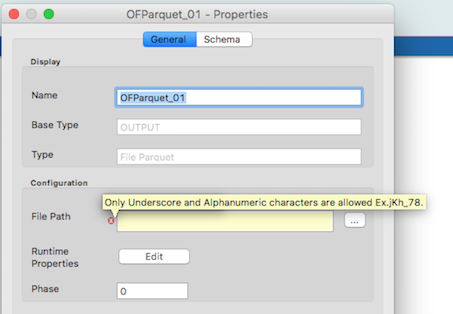 OFParquet_01 - Properties
General Schema
Display
Name OFParquet_01
Base Type OUTPUT
Type File Parquet
Configuration
Only Underscore and Alphanumeric characters are allowed Ex.jKh_78.
File Path ...
Runtime
Properties Edit
Phase 0